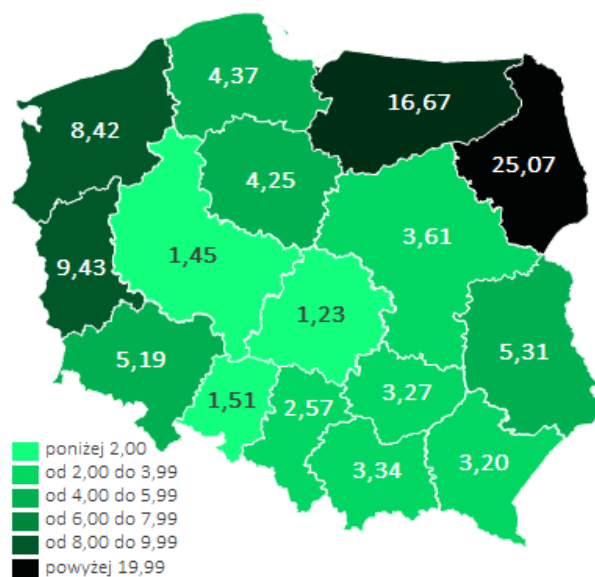 4,37
16,67
8,42
25,07
4,25
3,61
1,45
9,43
1,23
5,19
5,31
3,27
1,51
2,57
3,34
3,20
poniżej 2,00
od 2,00 do 3,99
od 4,00 do 5,99
od 6,00 do 7,99
od 8,00 do 9,99
powyżej 19,99